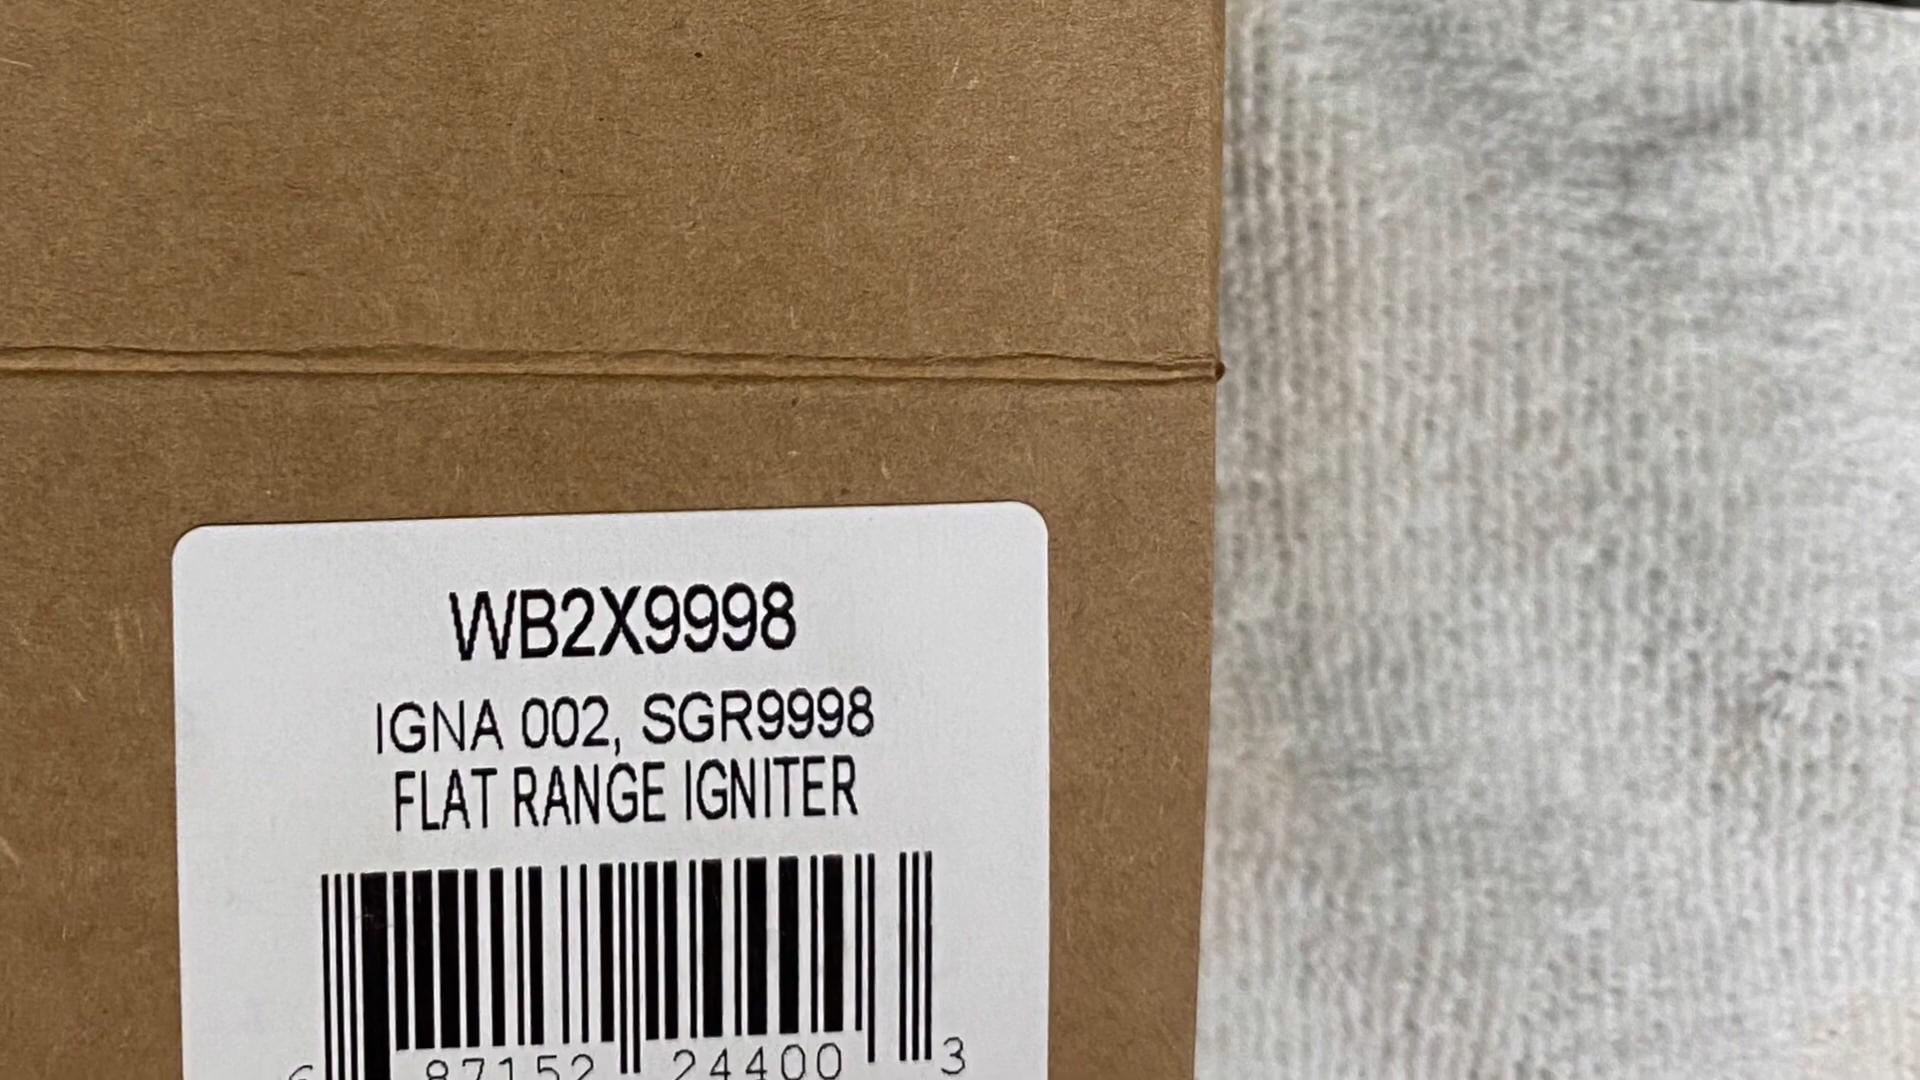 WB2X9998
IGNA 002, SGR9998
FLAT RANGE IGNITER
6 87152 24400 3